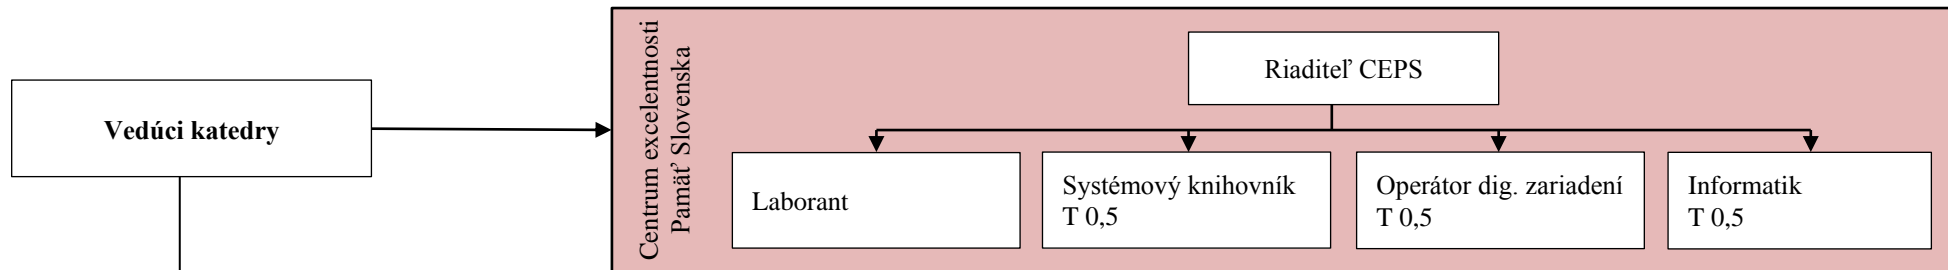 Vedúci katedry
Centrum excelentnosti
Pamäť Slovenska
Riaditeľ CEPS
Laborant
Systémový knihovník
T 0,5
Operátor dig. zariadení
T 0,5
Informatik
T 0,5